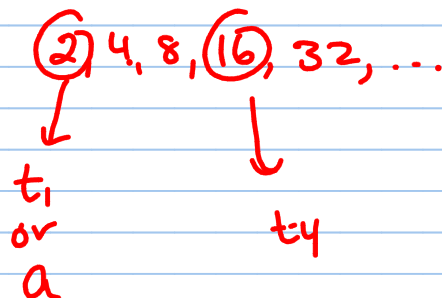 2, 4, 8, 16, 32, ...
t₁
or
a
t₄